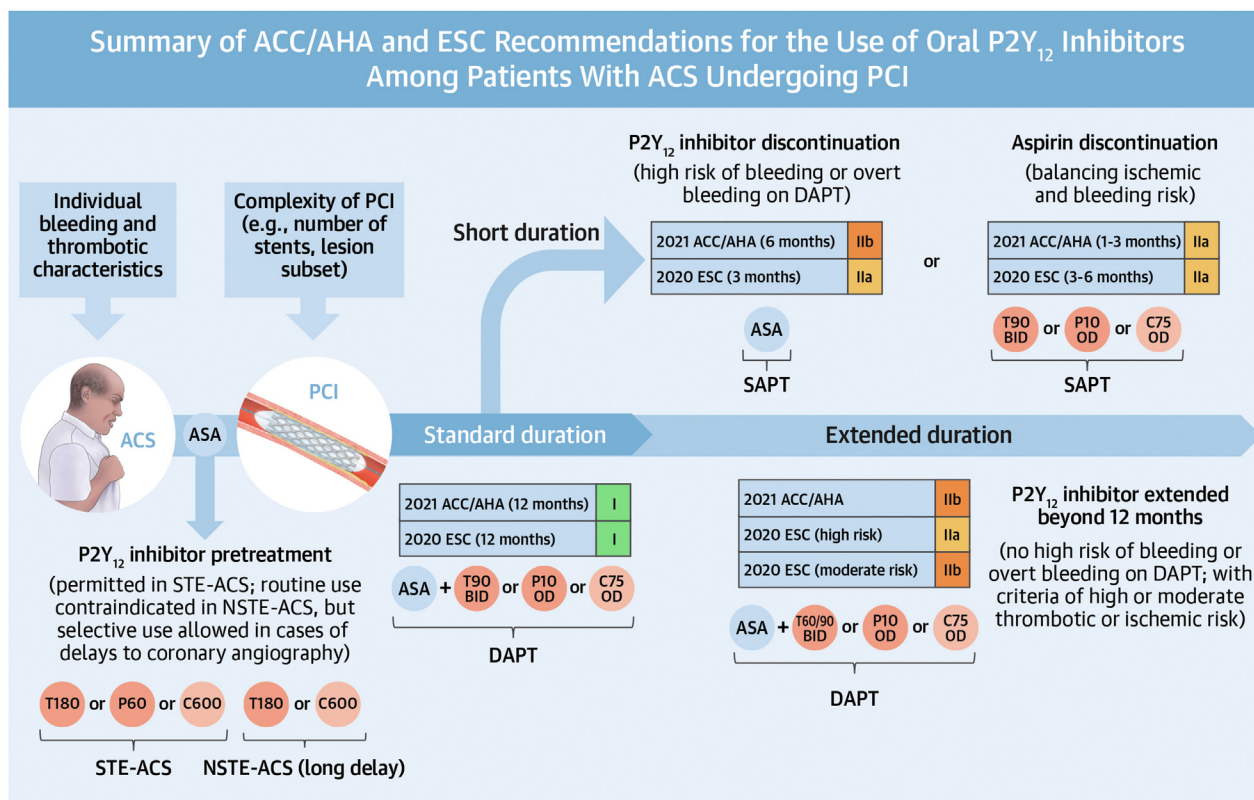 Summary of ACC/AHA and ESC Recommendations for the Use of Oral P2Y12 Inhibitors
Among Patients With ACS Undergoing PCI
Individual
bleeding and
thrombotic
characteristics
Complexity of PCI
(e.g., number of
stents, lesion
subset)
Short duration
P2Y12 inhibitor discontinuation
(high risk of bleeding or overt
bleeding on DAPT)
2021 ACC/AHA (6 months) IIb
2020 ESC (3 months) IIa
ASA
SAPT
or
Aspirin discontinuation
(balancing ischemic
and bleeding risk)
2021 ACC/AHA (1-3 months) IIa
2020 ESC (3-6 months) IIa
T90 BID or P10 OD or C75 OD
SAPT
ACS
ASA
PCI
Standard duration
Extended duration
P2Y12 inhibitor pretreatment
(permitted in STE-ACS; routine use
contraindicated in NSTE-ACS, but
selective use allowed in cases of
delays to coronary angiography)
T180 or P60 or C600
STE-ACS
T180 or C600
NSTE-ACS (long delay)
2021 ACC/AHA (12 months) I
2020 ESC (12 months) I
ASA + T90 BID or P10 OD or C75 OD
DAPT
2021 ACC/AHA IIb
2020 ESC (high risk) IIa
2020 ESC (moderate risk) IIb
ASA + T60/90 BID or P10 OD or C75 OD
DAPT
P2Y12 inhibitor extended
beyond 12 months
(no high risk of bleeding or
overt bleeding on DAPT; with
criteria of high or moderate
thrombotic or ischemic risk)